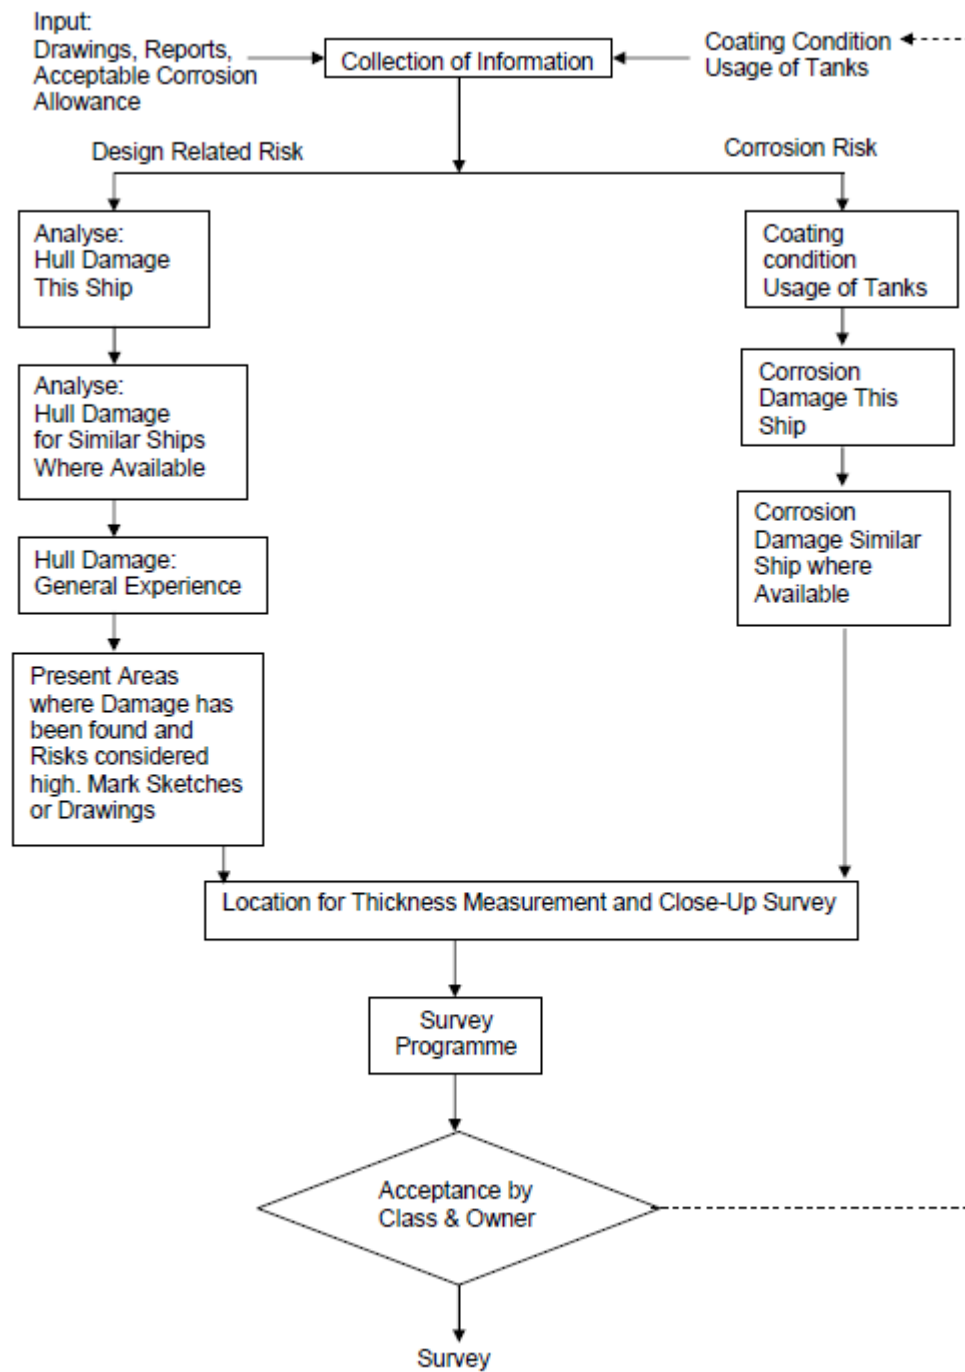 Input:
Drawings, Reports,
Acceptable Corrosion
Allowance
Collection of Information
Coating Condition
Usage of Tanks
Design Related Risk
Corrosion Risk
Analyse:
Hull Damage
This Ship
Analyse:
Hull Damage
for Similar Ships
Where Available
Hull Damage:
General Experience
Present Areas
where Damage has
been found and
Risks considered
high. Mark Sketches
or Drawings
Coating
condition
Usage of Tanks
Corrosion
Damage This
Ship
Corrosion
Damage Similar
Ship where
Available
Location for Thickness Measurement and Close-Up Survey
Survey
Programme
Acceptance by
Class & Owner
Survey